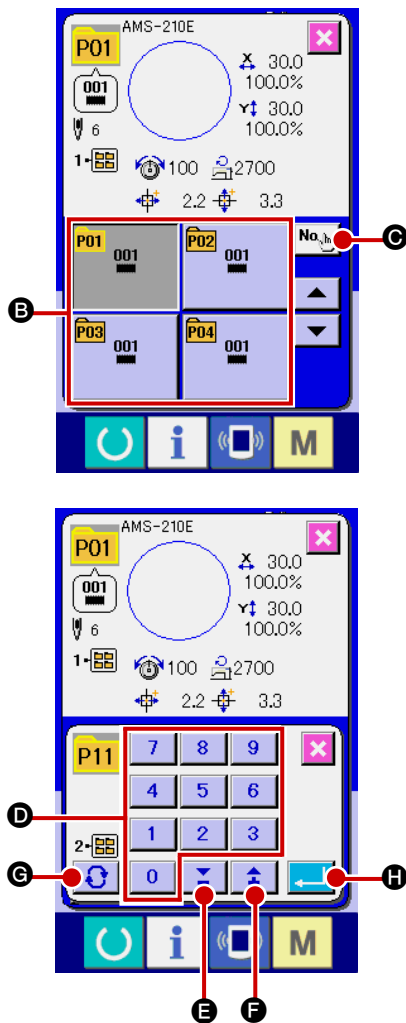 AMS-210E
P01
001
X 30.0
100.0%
Y 30.0
100.0%
6
1-
100 2700
2.2 3.3
P01 001 P02 001 No. C
B
P03 001 P04 001
i M
AMS-210E
P01
001
X 30.0
100.0%
Y 30.0
100.0%
6
1-
100 2700
2.2 3.3
P11 7 8 9
4 5 6
D
2- 1 2 3
G 0 H
i M
E F